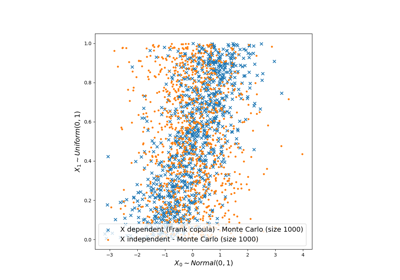 1.0
0.8
0.6
0.4
0.2
0.0
X₁ ~ Uniform(0, 1)
X dependent (Frank copula) - Monte Carlo (size 1000)
X independent - Monte Carlo (size 1000)
−3 −2 −1 0 1 2 3 4
X₀ ~ Normal(0, 1)